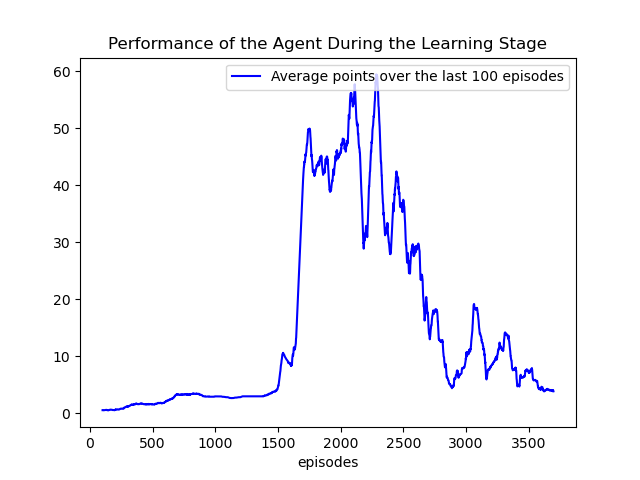 Performance of the Agent During the Learning Stage
Average points over the last 100 episodes
60
50
40
30
20
10
0
0 500 1000 1500 2000 2500 3000 3500
episodes